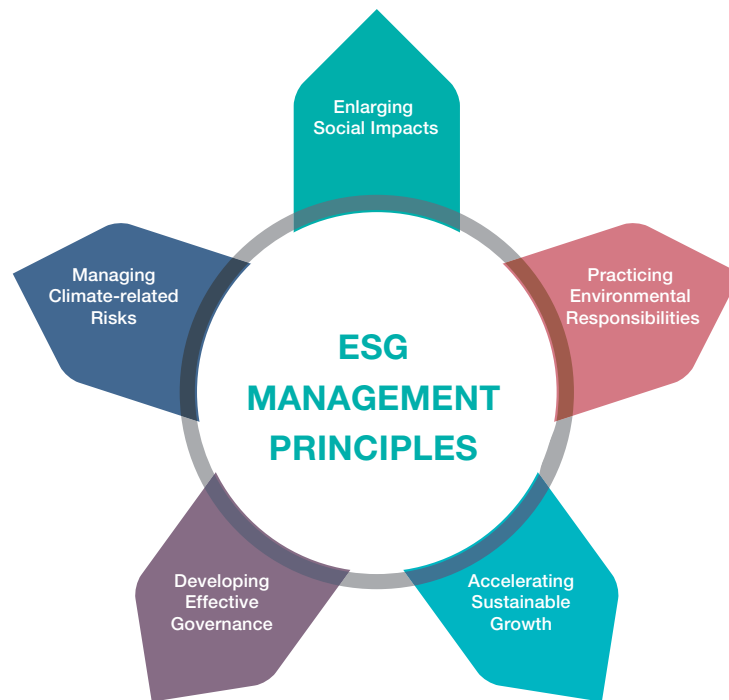 Enlarging
Social Impacts
Managing
Climate-related
Risks
Practicing
Environmental
Responsibilities
ESG
MANAGEMENT
PRINCIPLES
Developing
Effective
Governance
Accelerating
Sustainable
Growth